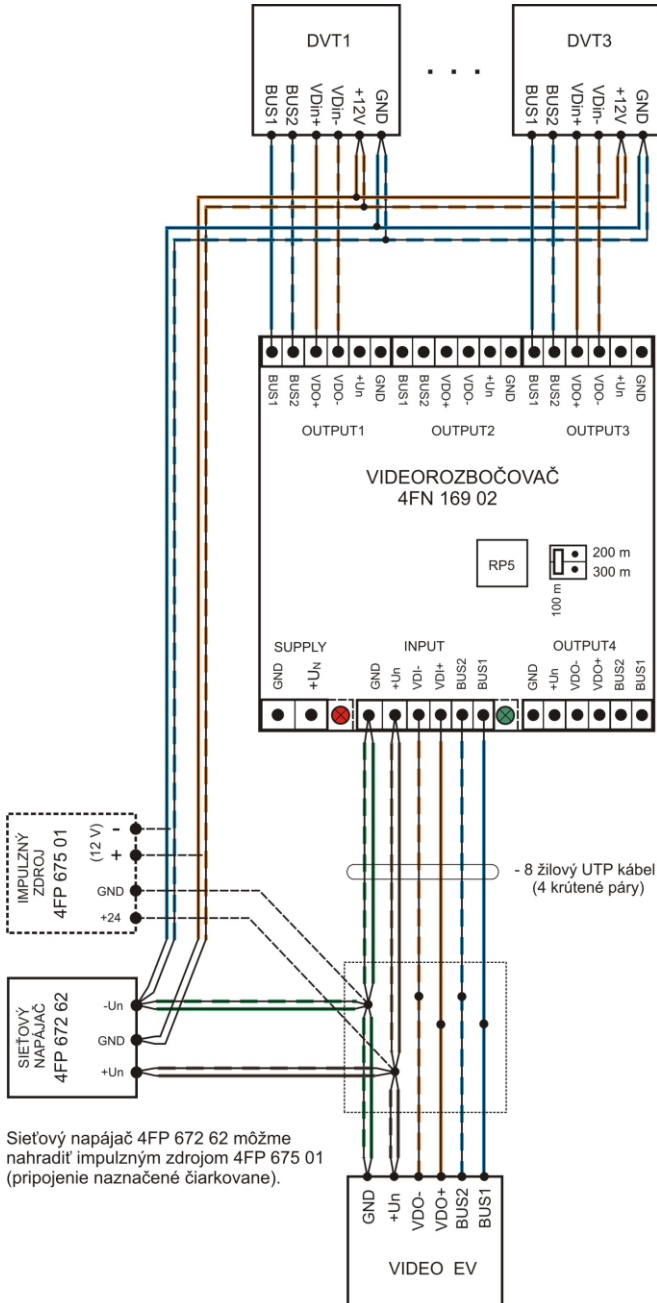 DVT1
. . .
DVT3
BUS1
BUS2
VDin+
VDin-
+12V
GND
BUS1
BUS2
VDin+
VDin-
+12V
GND
BUS1
BUS2
VDO+
VDO-
+Un
GND
BUS1
BUS2
VDO+
VDO-
+Un
GND
BUS1
BUS2
VDO+
VDO-
+Un
GND
OUTPUT1
OUTPUT2
OUTPUT3
VIDEOROZBOČOVAČ
4FN 169 02
RP5
200 m
300 m
100 m
SUPPLY
INPUT
OUTPUT4
GND
+UN
GND
+Un
VDI-
VDI+
BUS2
BUS1
GND
+Un
VDO-
VDO+
BUS2
BUS1
IMPULZNÝ
ZDROJ
4FP 675 01
(12 V)
-
+
GND
+24
- 8 žilový UTP kábel
(4 krútené páry)
SIEŤOVÝ
NAPÁJAČ
4FP 672 62
-Un
GND
+Un
Sieťový napájač 4FP 672 62 môžme
nahradiť impulzným zdrojom 4FP 675 01
(pripojenie naznačené čiarkovane).
GND
+Un
VDO-
VDO+
BUS2
BUS1
VIDEO EV